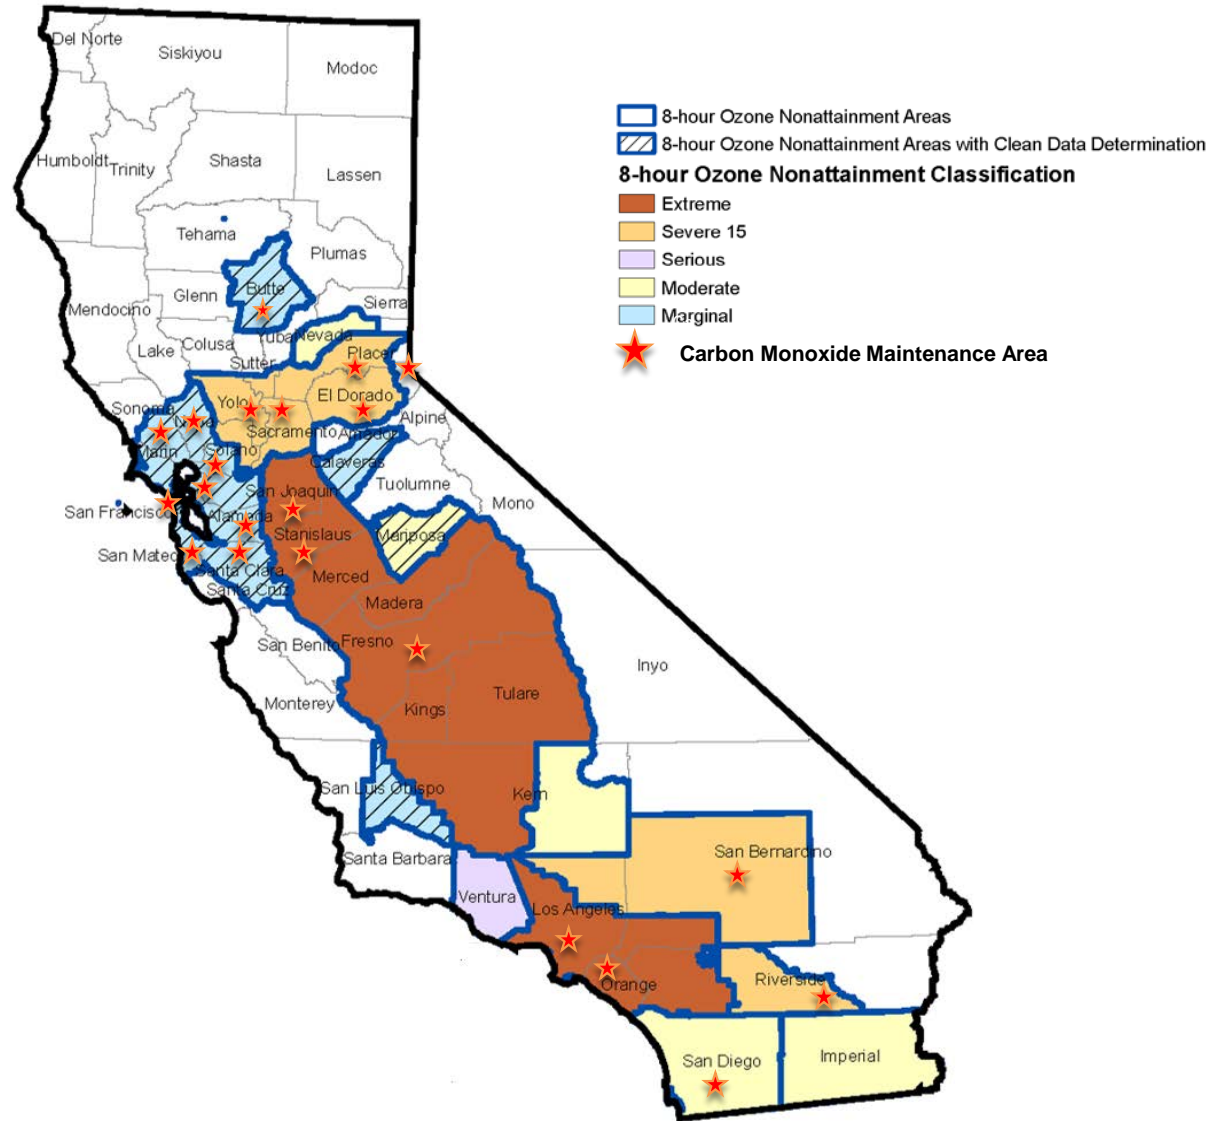 Del Norte
Siskiyou
Modoc
8-hour Ozone Nonattainment Areas
8-hour Ozone Nonattainment Areas with Clean Data Determination
8-hour Ozone Nonattainment Classification
Extreme
Severe 15
Serious
Moderate
Marginal
Carbon Monoxide Maintenance Area
Humboldt
Trinity
Shasta
Lassen
Tehama
Plumas
Butte
Glenn
Sierra
Mendocino
Yuba
Nevada
Lake
Colusa
Placer
Sutter
Sonoma
Napa
Yolo
El Dorado
Alpine
Sacramento
Amador
Marin
Solano
Calaveras
Tuolumne
San Joaquin
Mono
San Francisco
Alameda
Stanislaus
Mariposa
San Mateo
Santa Clara
Merced
Santa Cruz
Madera
San Benito
Fresno
Inyo
Monterey
Kings
Tulare
San Luis Obispo
Kern
Santa Barbara
San Bernardino
Ventura
Los Angeles
Orange
Riverside
San Diego
Imperial